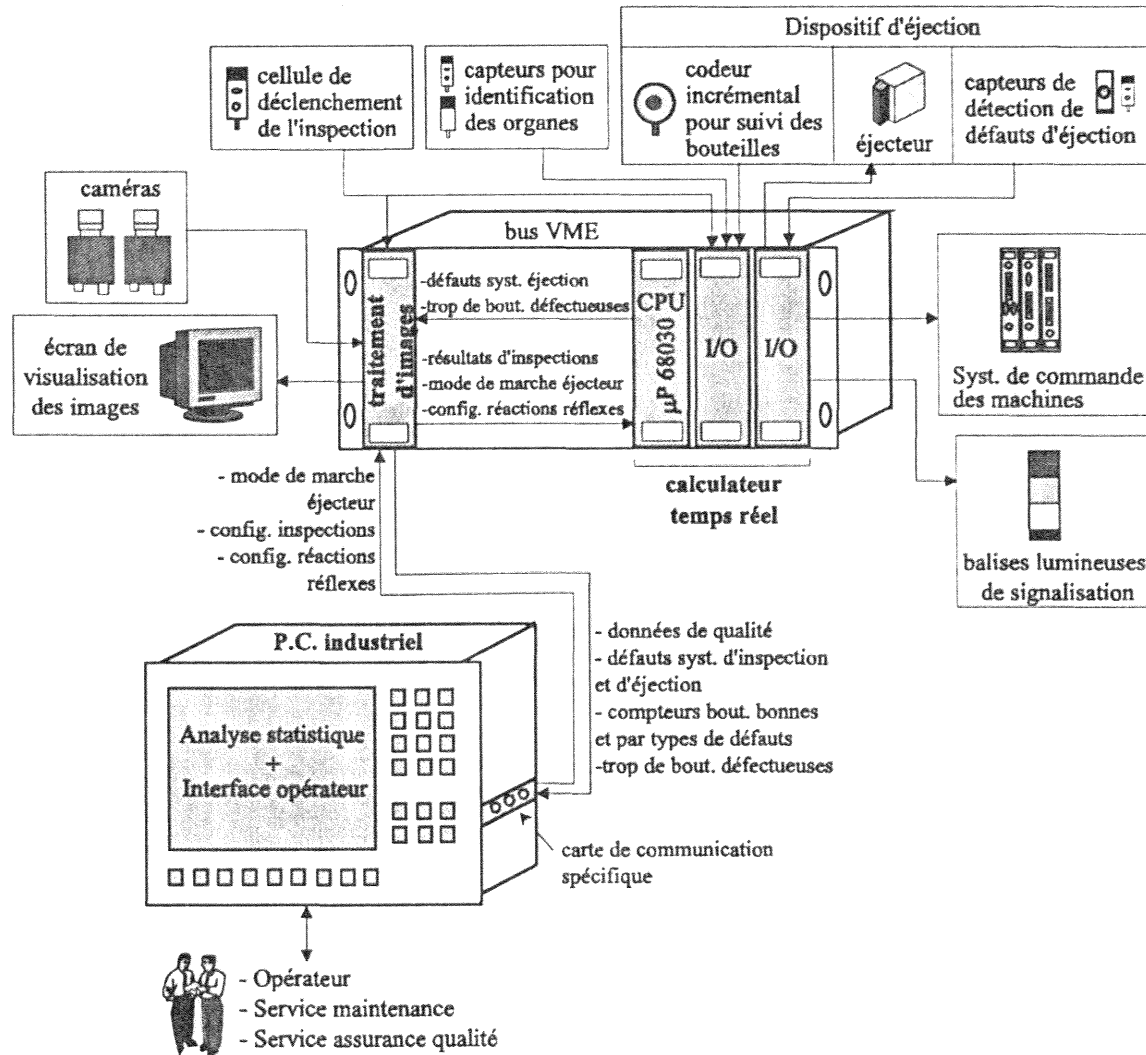 Dispositif d'éjection
cellule de
déclenchement
de l'inspection
capteurs pour
identification
des organes
codeur
incrémental
pour suivi des
bouteilles
éjecteur
capteurs de
détection de
défauts d'éjection
caméras
bus VME
écran de
visualisation
des images
traitement
d'images
-défauts syst. éjection
-trop de bout. défectueuses
-résultats d'inspections
-mode de marche éjecteur
-config. réactions réflexes
CPU
µP 68030
I/O
I/O
Syst. de commande
des machines
calculateur
temps réel
balises lumineuses
de signalisation
- mode de marche
éjecteur
- config. inspections
- config. réactions
réflexes
P.C. industriel
Analyse statistique
+
Interface opérateur
- données de qualité
- défauts syst. d'inspection
et d'éjection
- compteurs bout. bonnes
et par types de défauts
-trop de bout. défectueuses
carte de communication
spécifique
- Opérateur
- Service maintenance
- Service assurance qualité